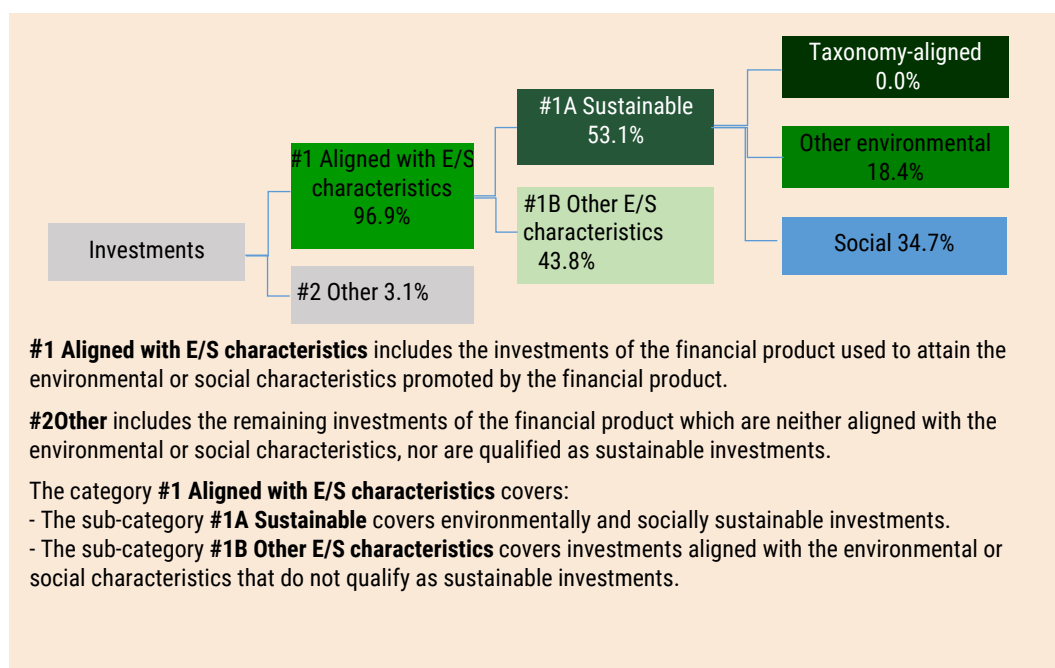 Taxonomy-aligned
0.0%
#1A Sustainable
53.1%
Other environmental
18.4%
#1 Aligned with E/S
characteristics
96.9%
#1B Other E/S
characteristics
43.8%
Social 34.7%
Investments
#2 Other 3.1%
#1 Aligned with E/S characteristics includes the investments of the financial product used to attain the
environmental or social characteristics promoted by the financial product.
#2Other includes the remaining investments of the financial product which are neither aligned with the
environmental or social characteristics, nor are qualified as sustainable investments.
The category #1 Aligned with E/S characteristics covers:
- The sub-category #1A Sustainable covers environmentally and socially sustainable investments.
- The sub-category #1B Other E/S characteristics covers investments aligned with the environmental or
social characteristics that do not qualify as sustainable investments.